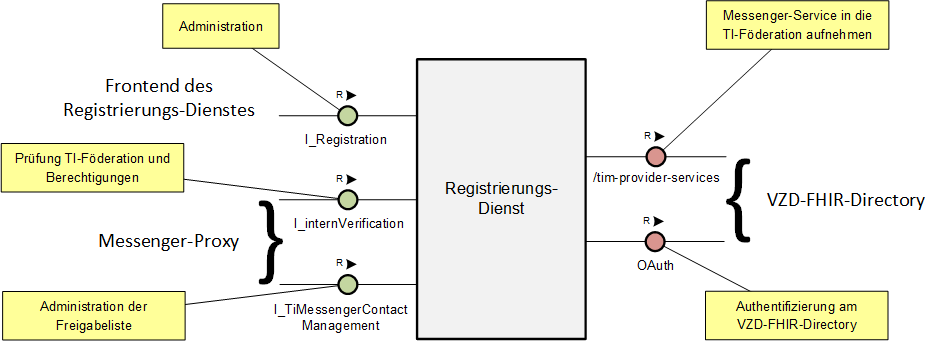 Administration
Messenger-Service in die
TI-Föderation aufnehmen
Frontend des
Registrierungs-Dienstes
R
I_Registration
Prüfung TI-Föderation und
Berechtigungen
R
I_internVerification
Messenger-Proxy
R
I_TiMessengerContact
Management
Administration der
Freigabeliste
Registrierungs-
Dienst
R
/tim-provider-services
VZD-FHIR-Directory
R
OAuth
Authentifizierung am
VZD-FHIR-Directory